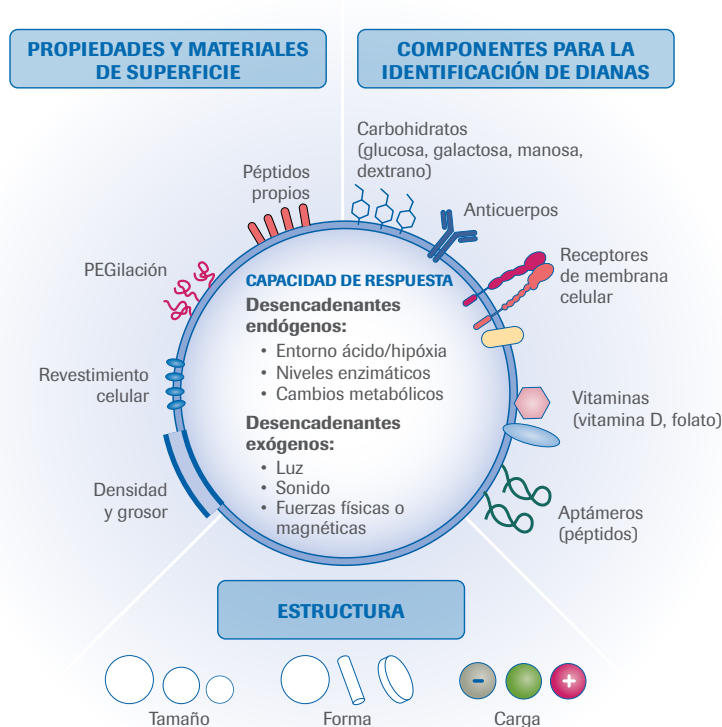 PROPIEDADES Y MATERIALES
DE SUPERFICIE
COMPONENTES PARA LA
IDENTIFICACIÓN DE DIANAS
Carbohidratos
(glucosa, galactosa, manosa,
dextrano)
Péptidos
propios
Anticuerpos
PEGilación
Receptores
de membrana
celular
CAPACIDAD DE RESPUESTA
Desencadenantes
endógenos:
• Entorno ácido/hipóxia
• Niveles enzimáticos
• Cambios metabólicos
Desencadenantes
exógenos:
• Luz
• Sonido
• Fuerzas físicas o
magnéticas
Revestimiento
celular
Vitaminas
(vitamina D, folato)
Densidad
y grosor
Aptámeros
(péptidos)
ESTRUCTURA
-
+
Tamaño
Forma
Carga